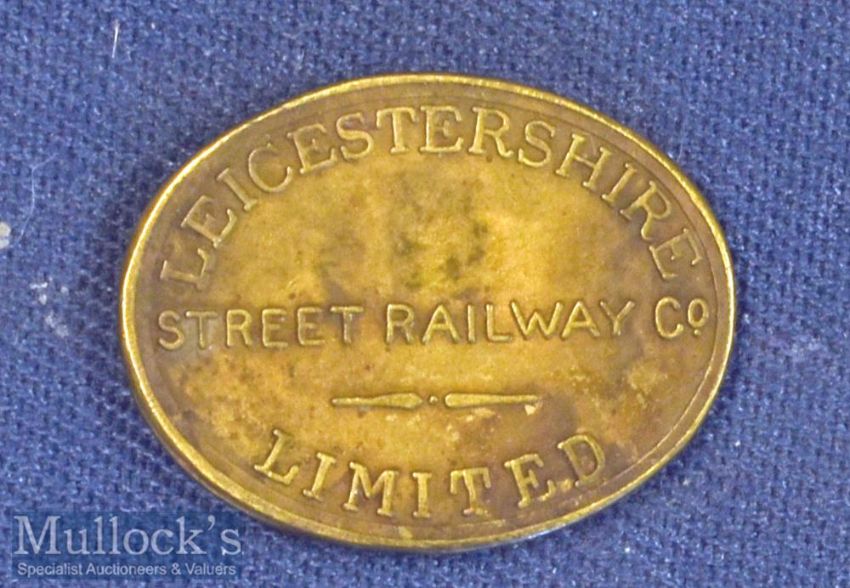 LEICESTERSHIRE
STREET RAILWAY Co
LIMITED
Mullock's
Specialist Auctioneers & Valuers